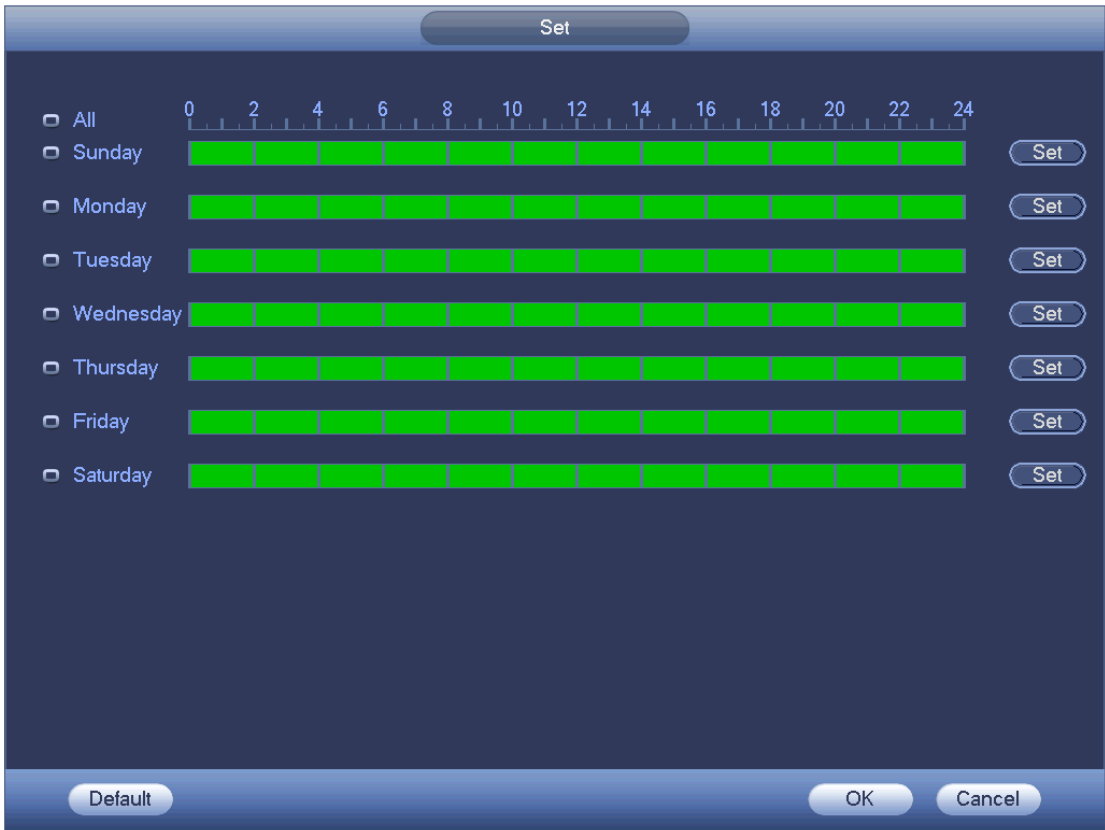 Set
0 2 4 6 8 10 12 14 16 18 20 22 24
All
Sunday Set
Monday Set
Tuesday Set
Wednesday Set
Thursday Set
Friday Set
Saturday Set
Default OK Cancel